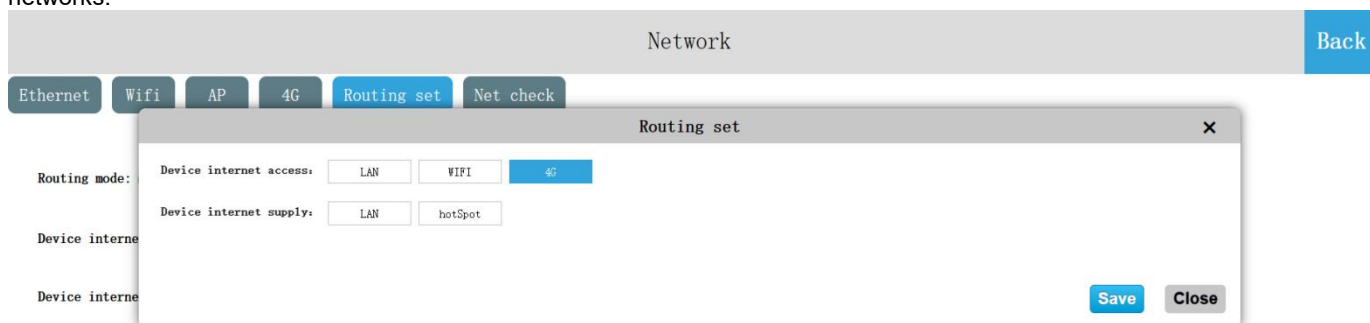 networks.
Network
Back
Ethernet Wifi AP 4G Routing set Net check
Routing set ×
Device internet access: LAN WIFI 4G
Routing mode:
Device internet supply: LAN hotSpot
Device interne
Device interne
Save Close